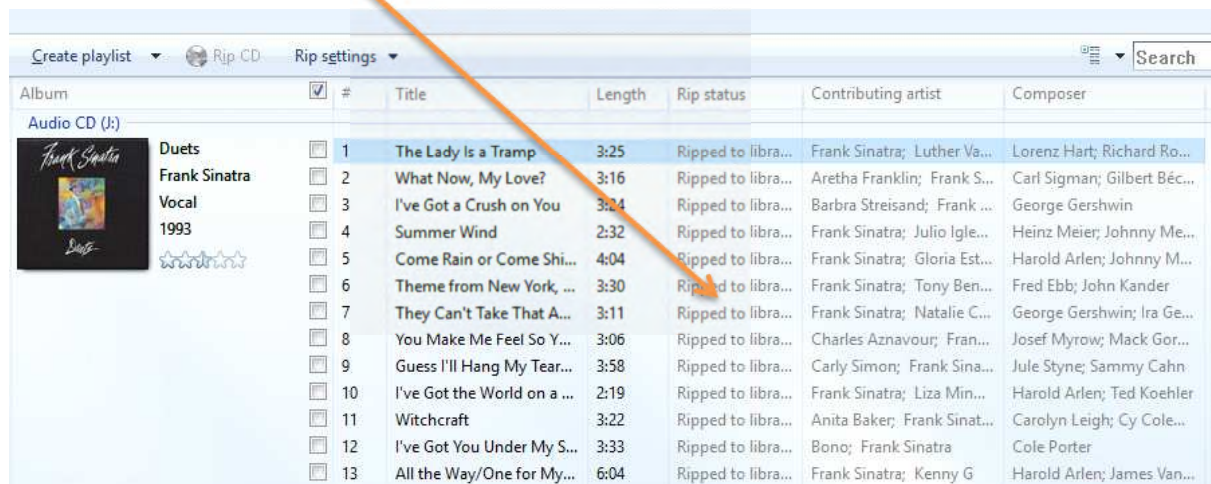 Create playlist Rip CD Rip settings Search
Album # Title Length Rip status Contributing artist Composer
Audio CD (J:)
Frank Sinatra
Duets
Duets
Frank Sinatra
Vocal
1993
1 The Lady Is a Tramp 3:25 Ripped to libra... Frank Sinatra; Luther Va... Lorenz Hart; Richard Ro...
2 What Now, My Love? 3:16 Ripped to libra... Aretha Franklin; Frank S... Carl Sigman; Gilbert Béc...
3 I've Got a Crush on You 3:24 Ripped to libra... Barbra Streisand; Frank ... George Gershwin
4 Summer Wind 2:32 Ripped to libra... Frank Sinatra; Julio Igle... Heinz Meier; Johnny Me...
5 Come Rain or Come Shi... 4:04 Ripped to libra... Frank Sinatra; Gloria Est... Harold Arlen; Johnny M...
6 Theme from New York, ... 3:30 Ripped to libra... Frank Sinatra; Tony Ben... Fred Ebb; John Kander
7 They Can't Take That A... 3:11 Ripped to libra... Frank Sinatra; Natalie C... George Gershwin; Ira Ge...
8 You Make Me Feel So Y... 3:06 Ripped to libra... Charles Aznavour; Fran... Josef Myrow; Mack Gor...
9 Guess I'll Hang My Tear... 3:58 Ripped to libra... Carly Simon; Frank Sina... Jule Styne; Sammy Cahn
10 I've Got the World on a ... 2:19 Ripped to libra... Frank Sinatra; Liza Min... Harold Arlen; Ted Koehler
11 Witchcraft 3:22 Ripped to libra... Anita Baker; Frank Sinat... Carolyn Leigh; Cy Cole...
12 I've Got You Under My S... 3:33 Ripped to libra... Bono; Frank Sinatra Cole Porter
13 All the Way/One for My... 6:04 Ripped to libra... Frank Sinatra; Kenny G Harold Arlen; James Van...